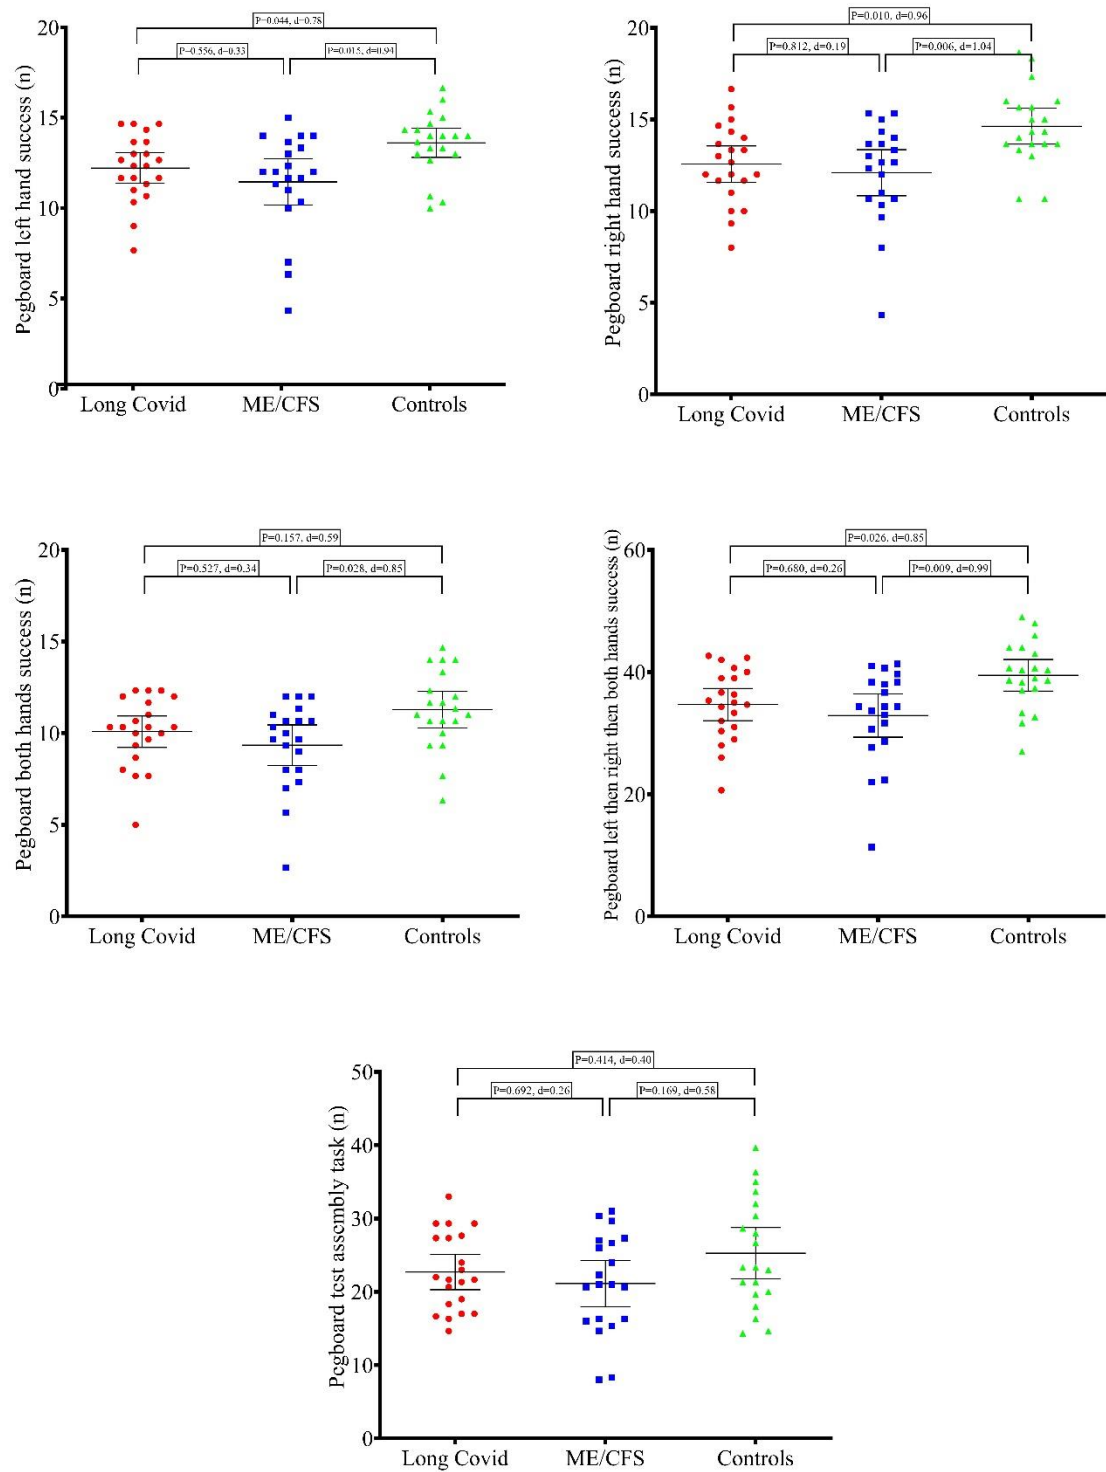 Pegboard left hand success (n)
20
15
10
5
0
P=0.044, d=0.78
P=0.556, d=0.33
P=0.015, d=0.94
Long Covid
ME/CFS
Controls
Pegboard right hand success (n)
20
15
10
5
0
P=0.010, d=0.96
P=0.812, d=0.19
P=0.006, d=1.04
Long Covid
ME/CFS
Controls
Pegboard both hands success (n)
20
15
10
5
0
P=0.157, d=0.59
P=0.527, d=0.34
P=0.028, d=0.85
Long Covid
ME/CFS
Controls
Pegboard left then right then both hands success (n)
60
40
20
0
P=0.026, d=0.85
P=0.680, d=0.26
P=0.009, d=0.99
Long Covid
ME/CFS
Controls
Pegboard test assembly task (n)
50
40
30
20
10
0
P=0.414, d=0.40
P=0.692, d=0.26
P=0.169, d=0.58
Long Covid
ME/CFS
Controls